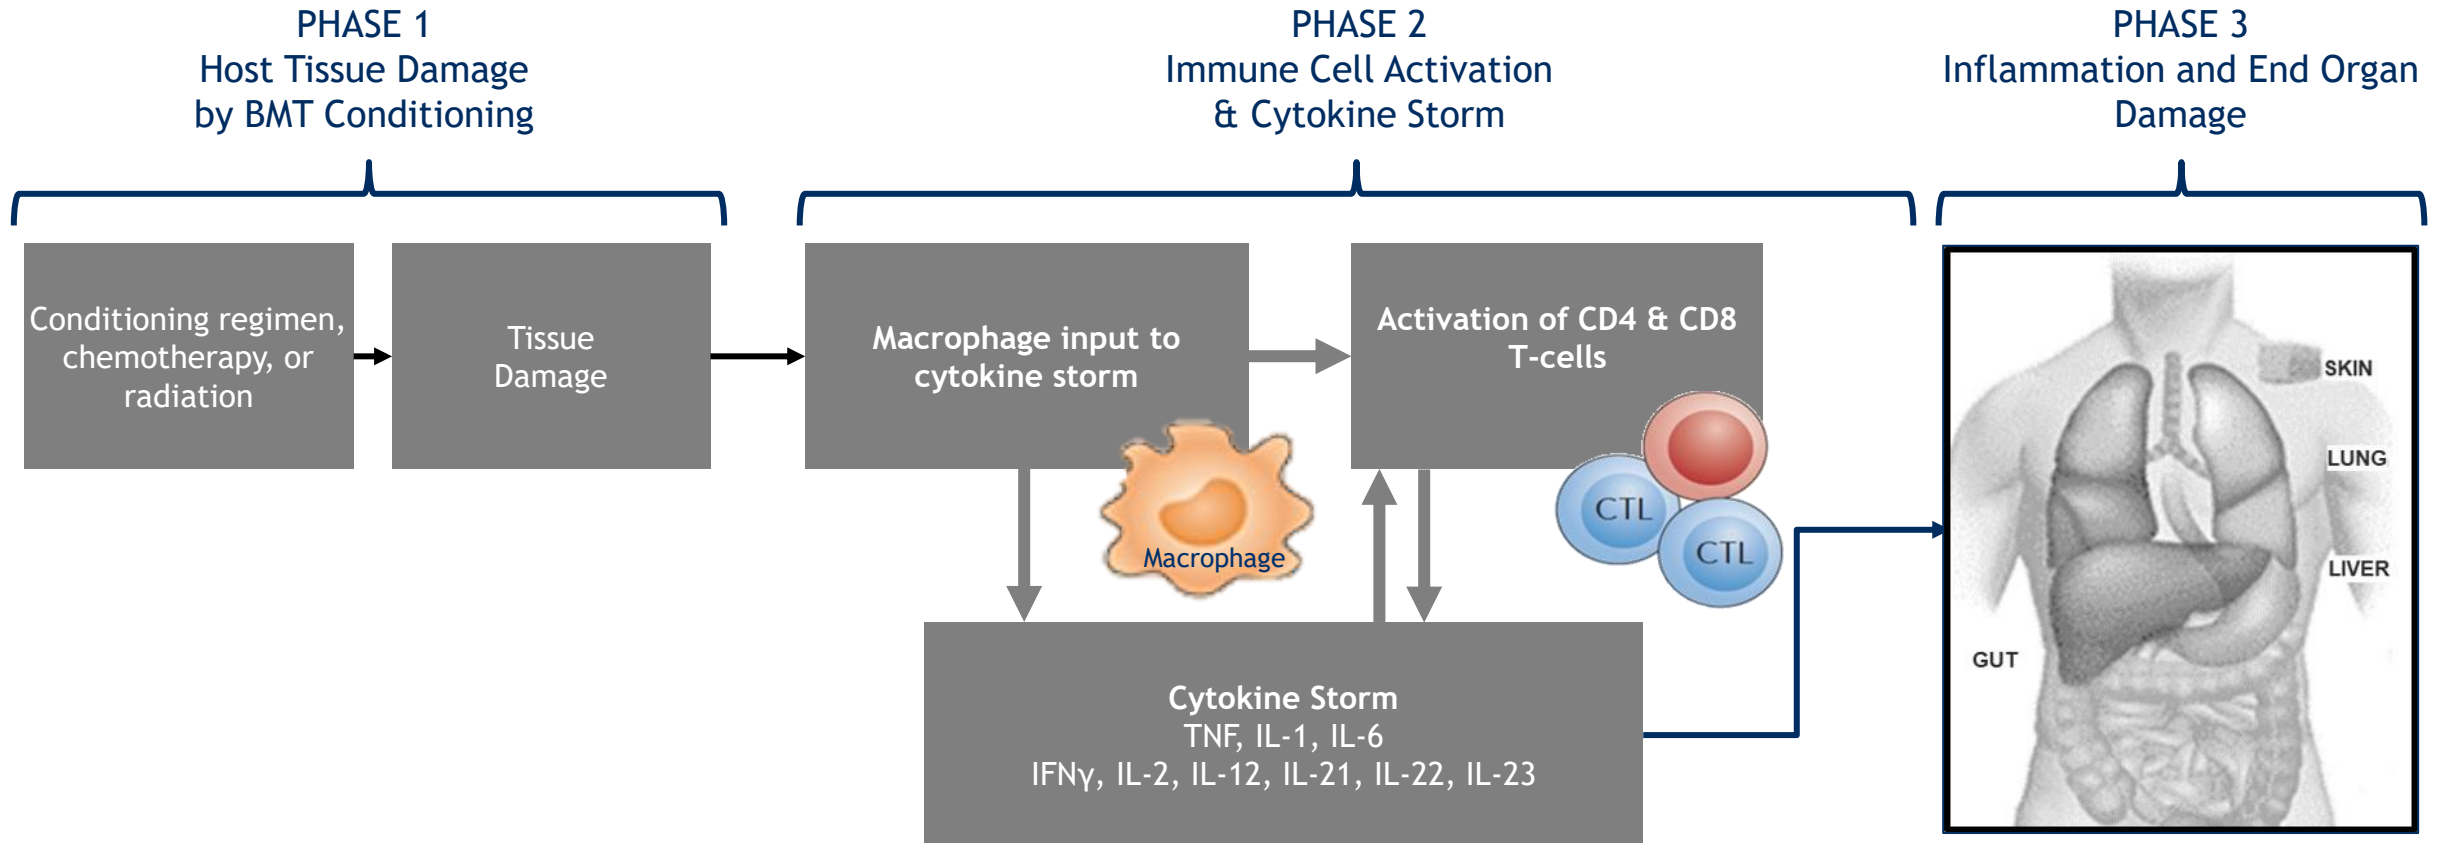 PHASE 1
Host Tissue Damage
by BMT Conditioning
PHASE 2
Immune Cell Activation
& Cytokine Storm
PHASE 3
Inflammation and End Organ
Damage
Conditioning regimen,
chemotherapy, or
radiation
Tissue
Damage
Macrophage input to
cytokine storm
Macrophage
Activation of CD4 & CD8
T-cells
CTL
CTL
Cytokine Storm
TNF, IL-1, IL-6
IFNγ, IL-2, IL-12, IL-21, IL-22, IL-23
SKIN
LUNG
LIVER
GUT